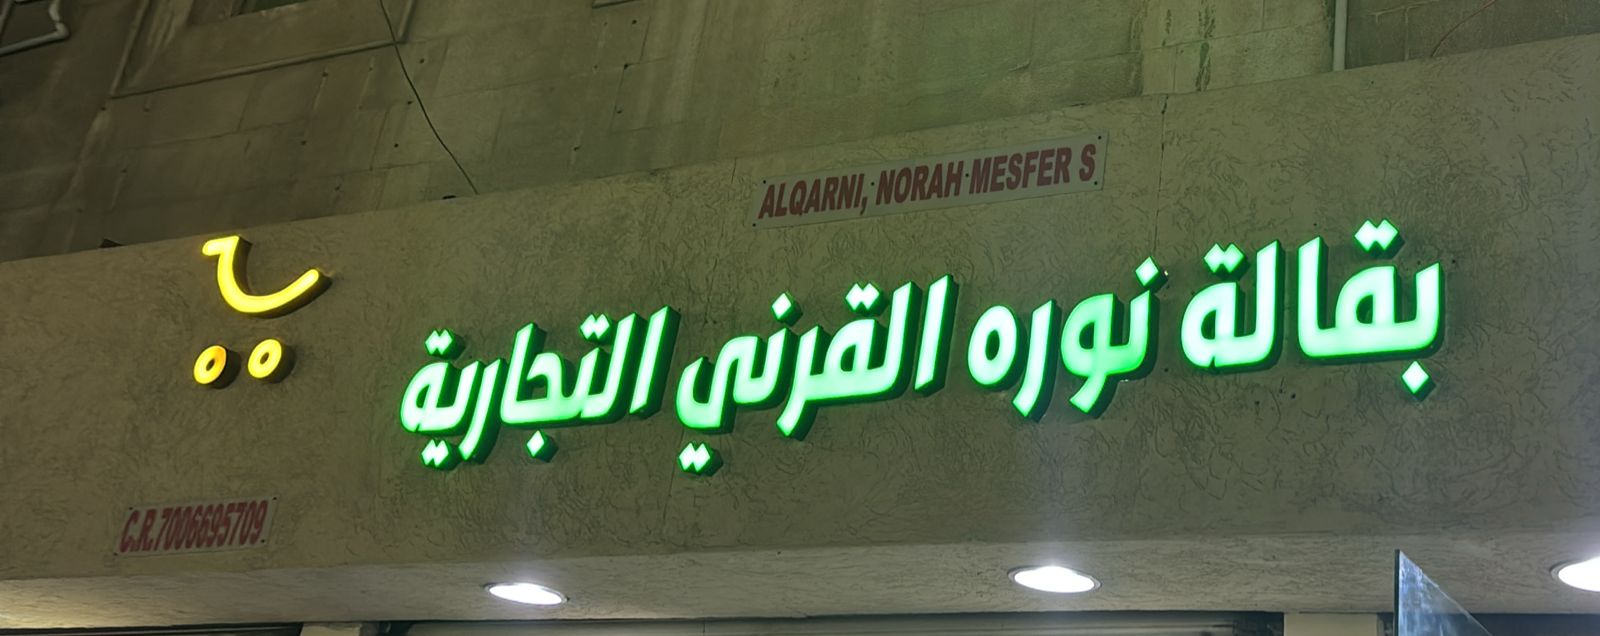 ALQARNI, NORAH MESFER S
بقالة نوره القرني التجارية
C.R.7006695709